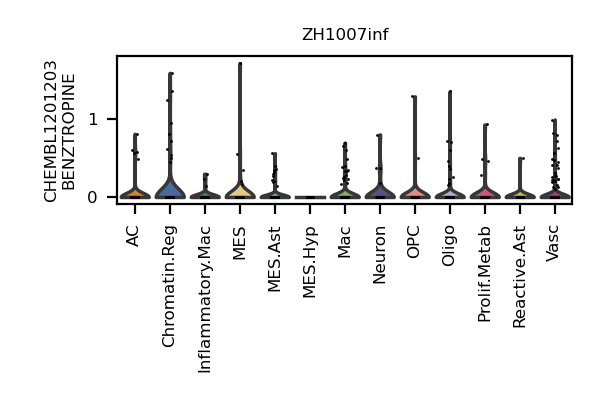 ZH1007inf
CHEMBL1201203
BENZTROPINE
1
0
AC
Chromatin.Reg
Inflammatory.Mac
MES
MES.Ast
MES.Hyp
Mac
Neuron
OPC
Oligo
Prolif.Metab
Reactive.Ast
Vasc